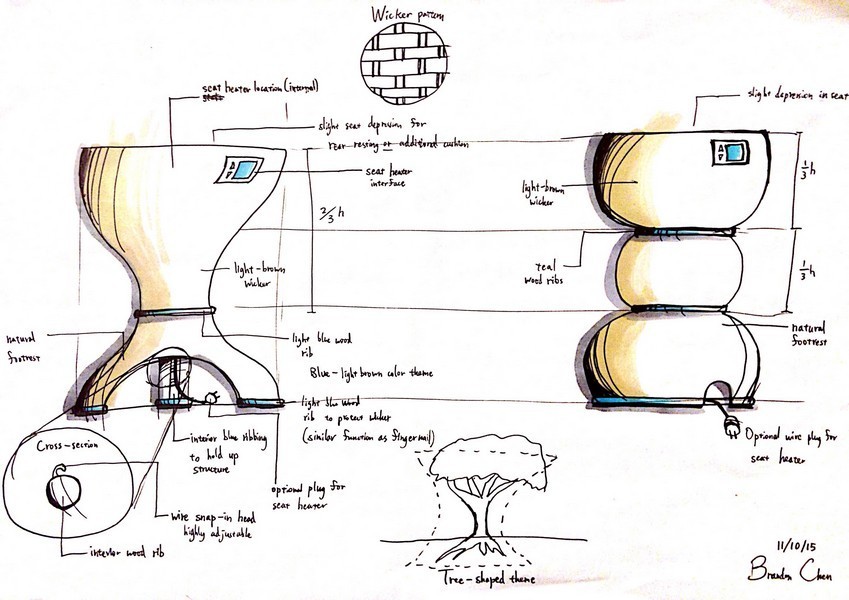 Wicker pattern
seat heater location (internal)
slight seat depression for
rear resting or additional cushion
seat heater
interface
2/3 h
light-brown
wicker
natural
footrest
light blue wood
rib
Blue-light brown color theme
light blue wood
rib to protect wicker
(similar function as fingernail)
interior blue ribbing
to hold up
structure
optional plug for
seat heater
Cross-section
wire snap-in head
highly adjustable
interior wood rib
Tree-shaped theme
slight depression in seat
light-brown
wicker
1/3 h
teal
wood ribs
1/3 h
natural
footrest
Optional wire plug for
seat heater
11/10/15
Brandon Chen